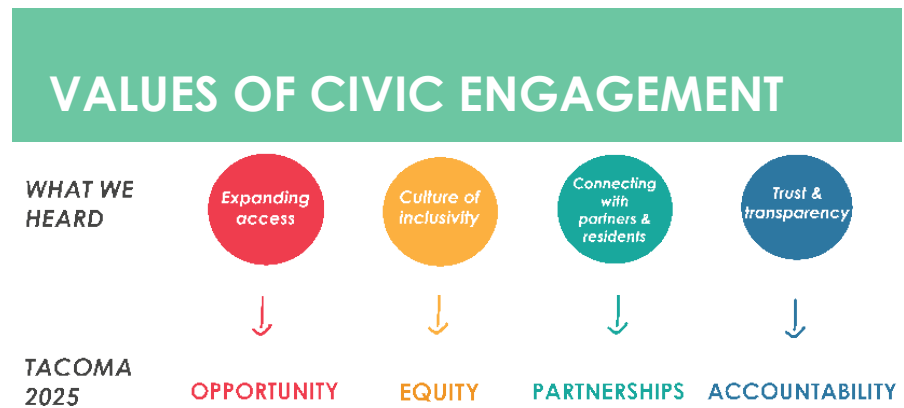 VALUES OF CIVIC ENGAGEMENT
WHAT WE
HEARD
Expanding
access
Culture of
inclusivity
Connecting
with
partners &
residents
Trust &
transparency
TACOMA
2025
OPPORTUNITY
EQUITY
PARTNERSHIPS
ACCOUNTABILITY